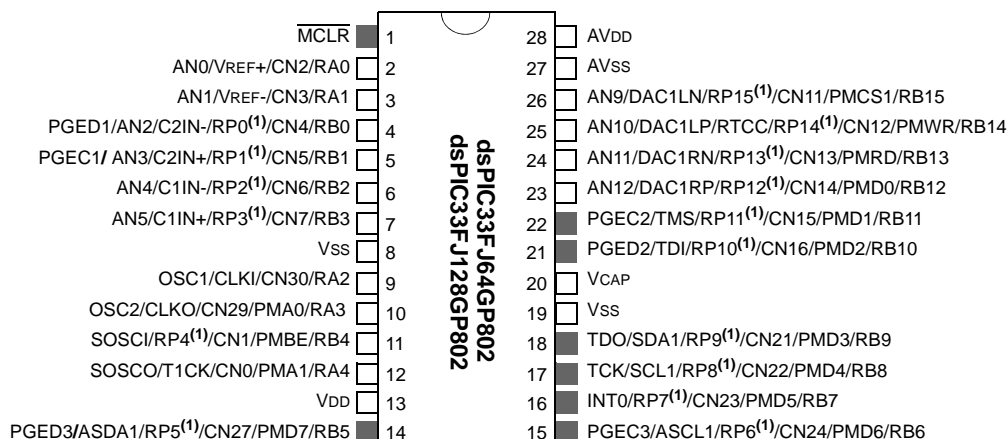 MCLR 1
AN0/VREF+/CN2/RA0 2
AN1/VREF-/CN3/RA1 3
PGED1/AN2/C2IN-/RP0(1)/CN4/RB0 4
PGEC1/ AN3/C2IN+/RP1(1)/CN5/RB1 5
AN4/C1IN-/RP2(1)/CN6/RB2 6
AN5/C1IN+/RP3(1)/CN7/RB3 7
VSS 8
OSC1/CLKI/CN30/RA2 9
OSC2/CLKO/CN29/PMA0/RA3 10
SOSCI/RP4(1)/CN1/PMBE/RB4 11
SOSCO/T1CK/CN0/PMA1/RA4 12
VDD 13
PGED3/ASDA1/RP5(1)/CN27/PMD7/RB5 14
dsPIC33FJ64GP802
dsPIC33FJ128GP802
28 AVDD
27 AVSS
26 AN9/DAC1LN/RP15(1)/CN11/PMCS1/RB15
25 AN10/DAC1LP/RTCC/RP14(1)/CN12/PMWR/RB14
24 AN11/DAC1RN/RP13(1)/CN13/PMRD/RB13
23 AN12/DAC1RP/RP12(1)/CN14/PMD0/RB12
22 PGEC2/TMS/RP11(1)/CN15/PMD1/RB11
21 PGED2/TDI/RP10(1)/CN16/PMD2/RB10
20 VCAP
19 VSS
18 TDO/SDA1/RP9(1)/CN21/PMD3/RB9
17 TCK/SCL1/RP8(1)/CN22/PMD4/RB8
16 INT0/RP7(1)/CN23/PMD5/RB7
15 PGEC3/ASCL1/RP6(1)/CN24/PMD6/RB6